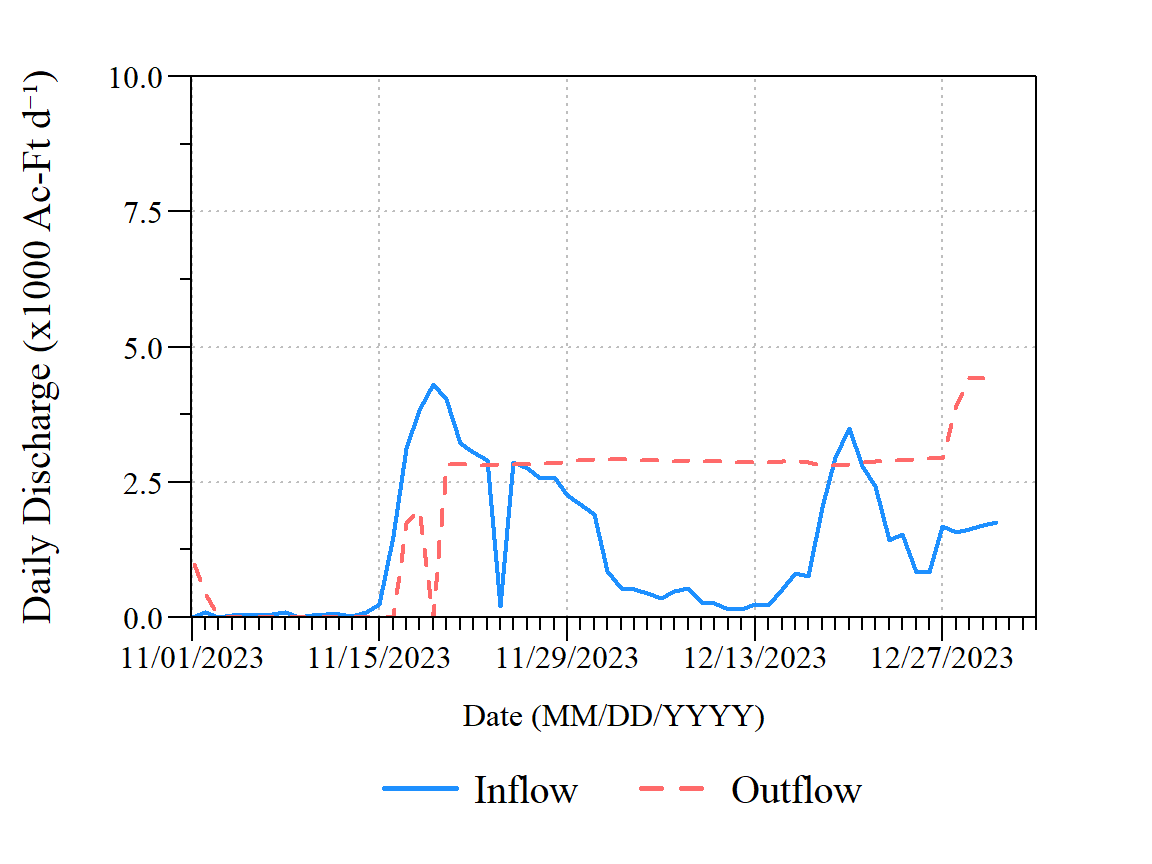 Daily Discharge (x1000 Ac-Ft d⁻¹)
10.0
7.5
5.0
2.5
0.0
11/01/2023 11/15/2023 11/29/2023 12/13/2023 12/27/2023
Date (MM/DD/YYYY)
Inflow Outflow